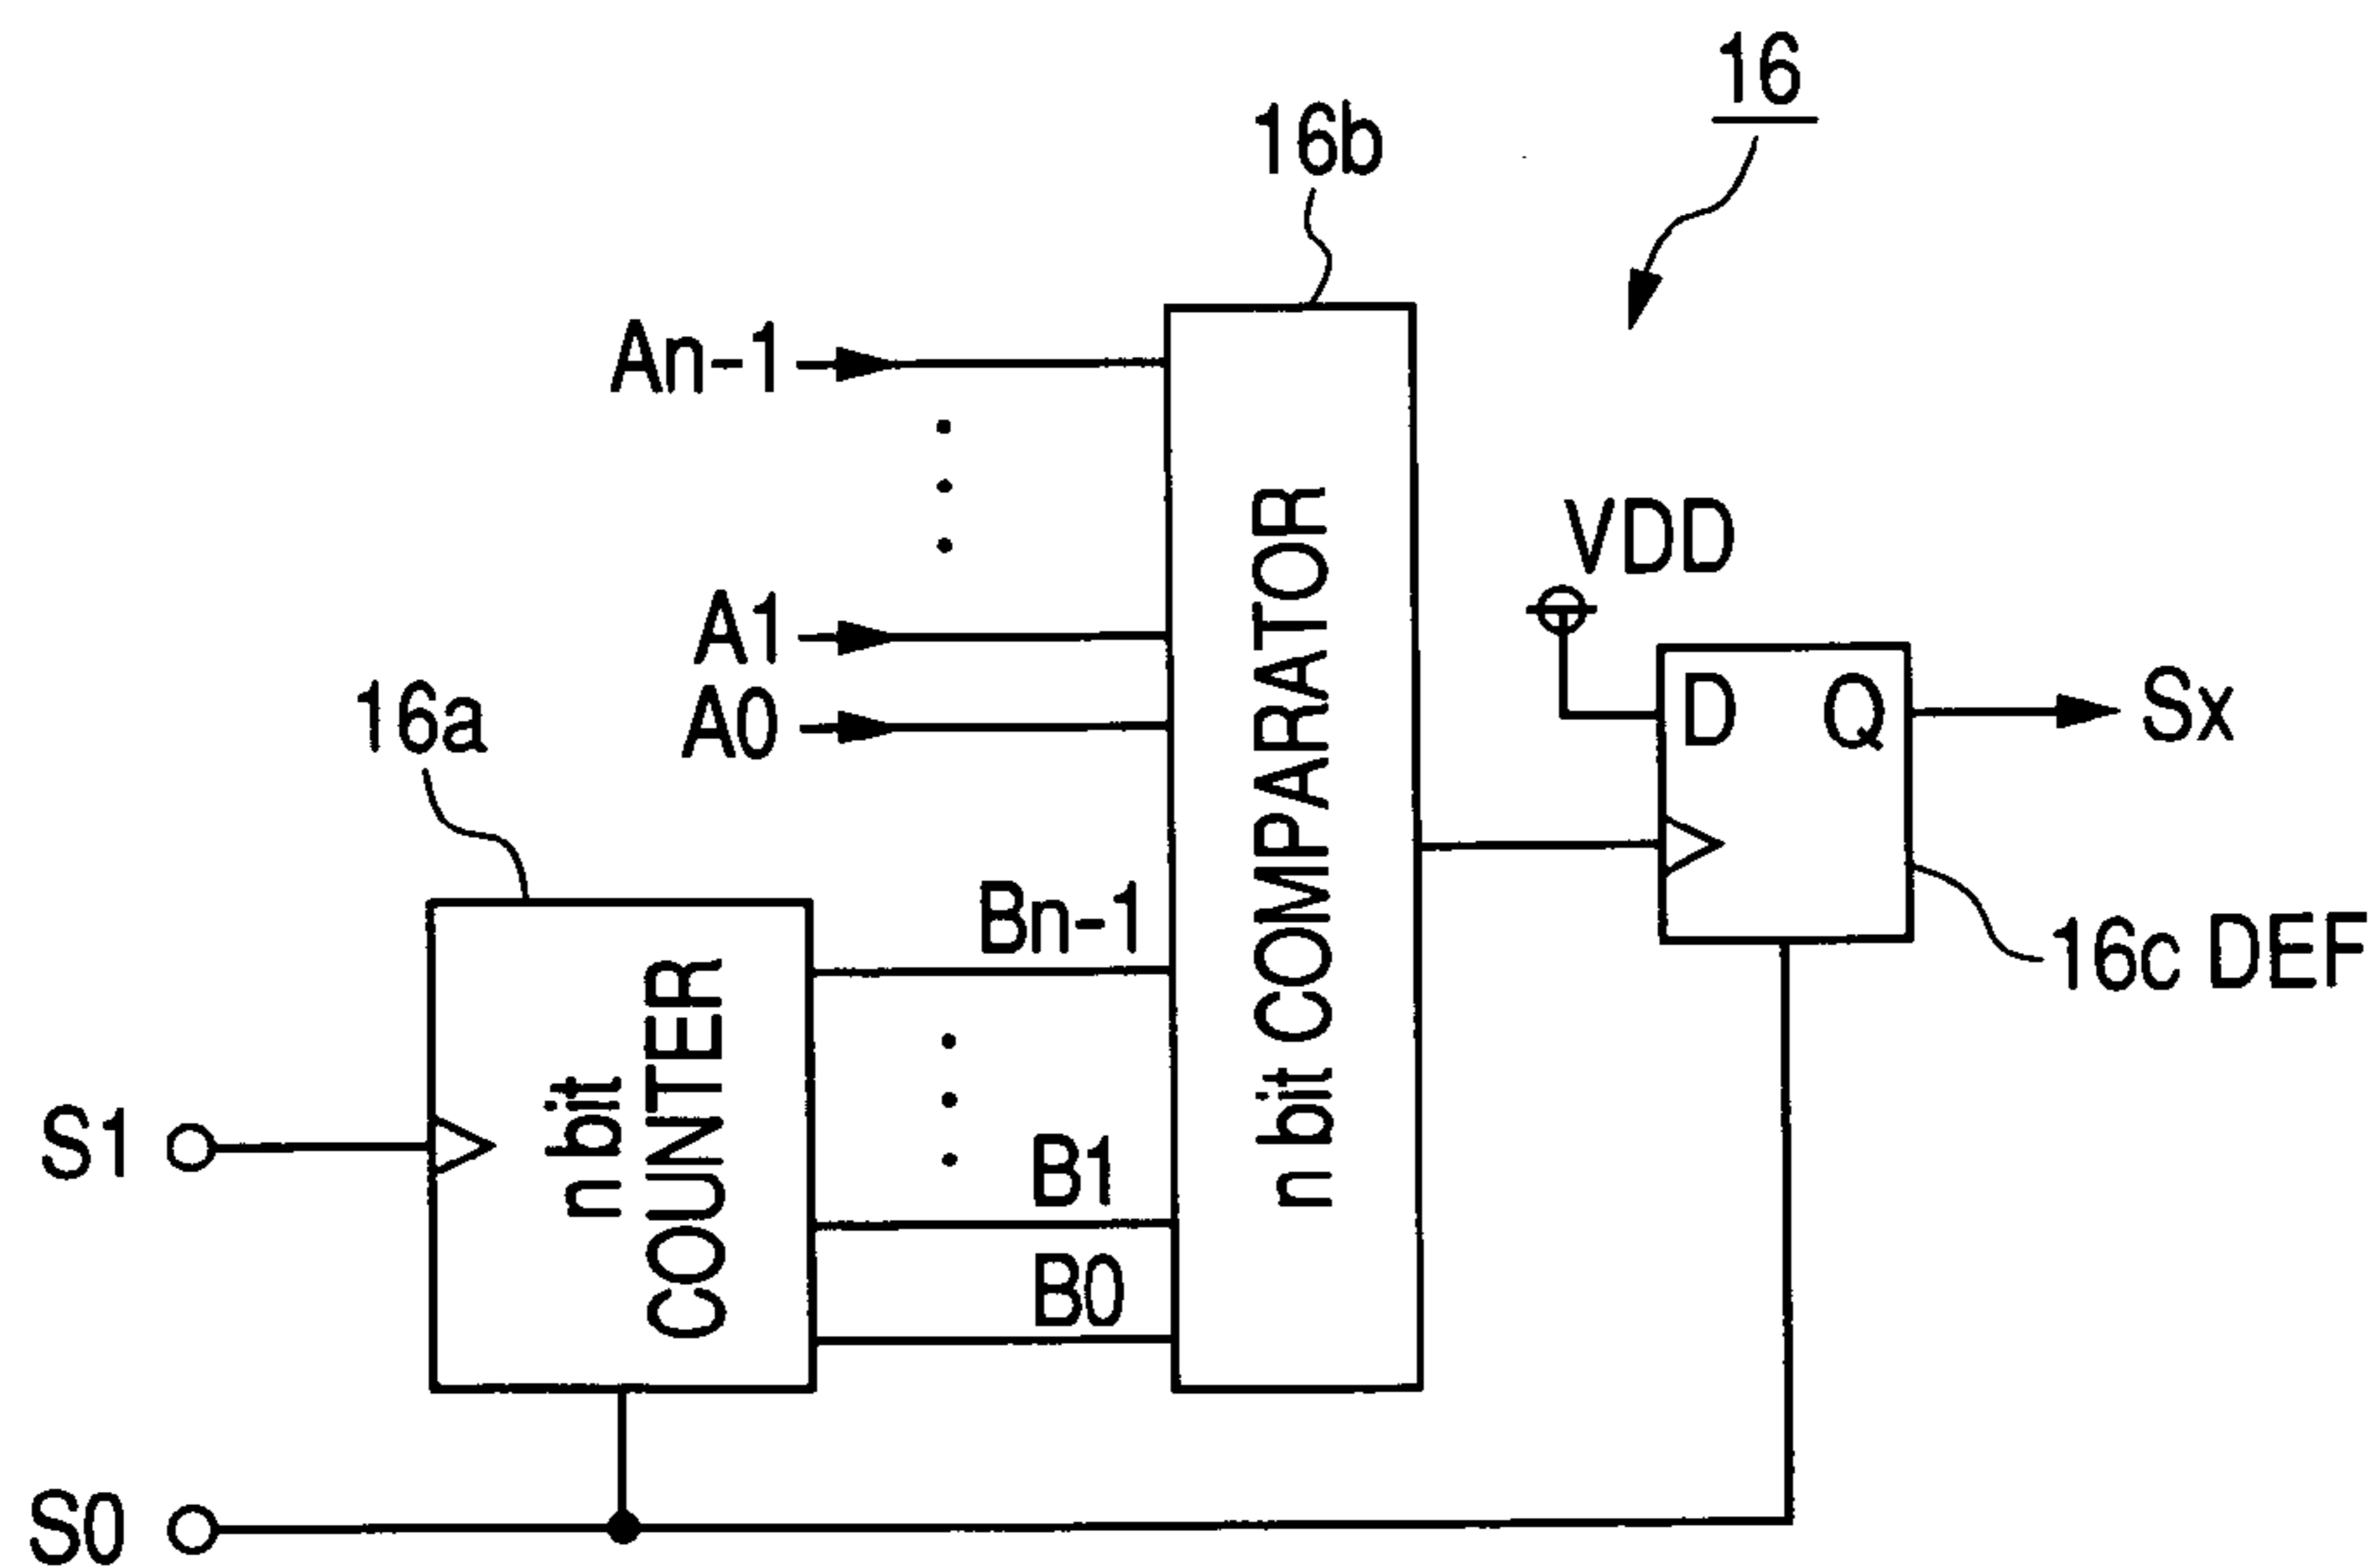 16
16b
An-1
VDD
A1
A0
16a
D Q
Sx
n bit COMPARATOR
Bn-1
16c DEF
n bit
COUNTER
S1
B1
B0
S0